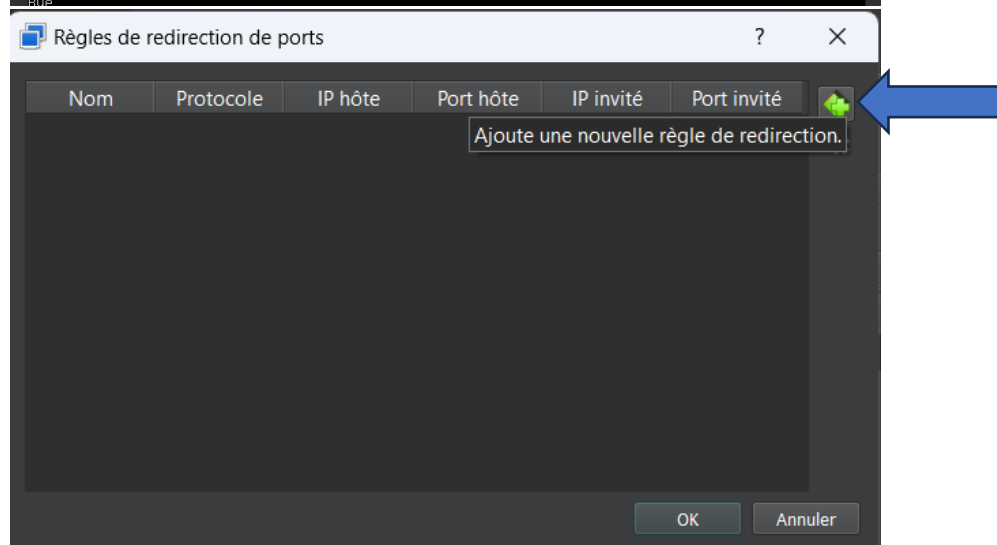 Règles de redirection de ports ?
Nom Protocole IP hôte Port hôte IP invité Port invité
Ajoute une nouvelle règle de redirection.
OK Annuler